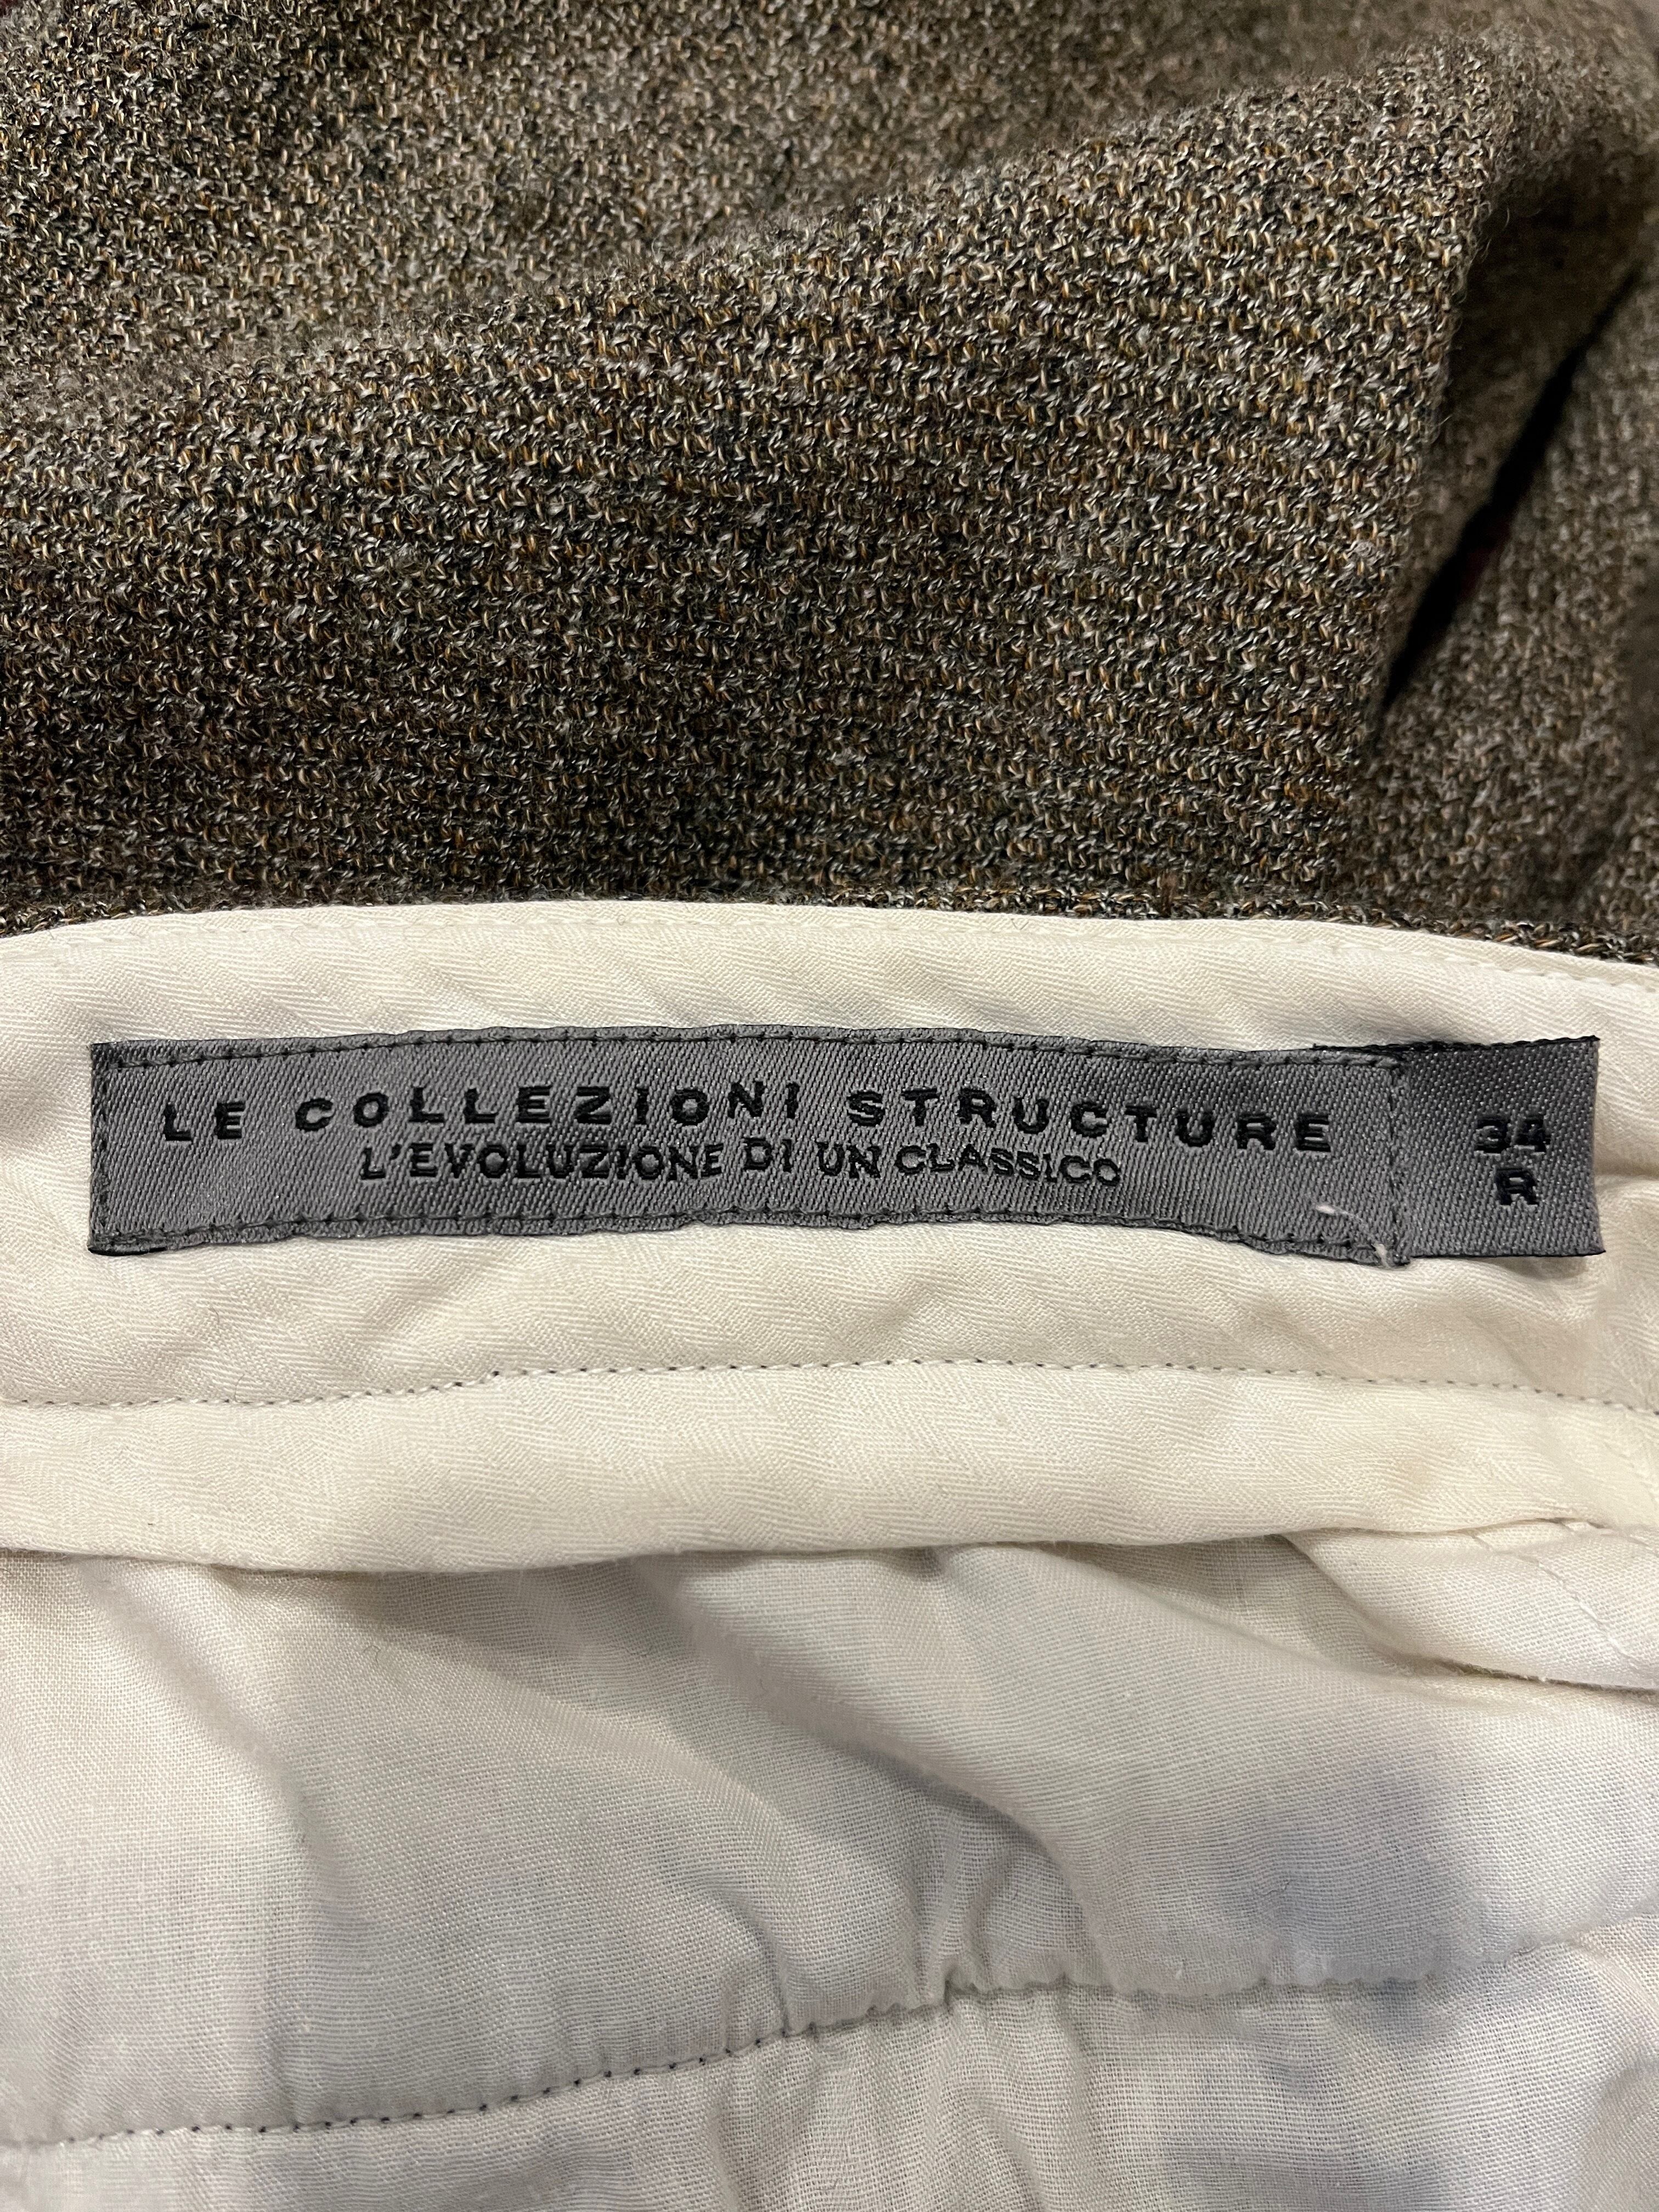 LE COLLEZIONI STRUCTURE
L'EVOLUZIONE DI UN CLASSICO
34
R